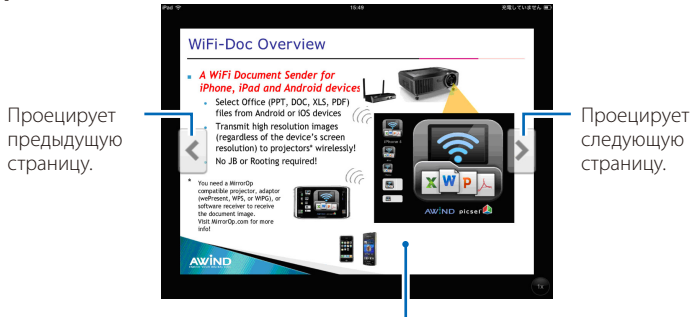 iPad
15:49
充電していません
WiFi-Doc Overview
A WiFi Document Sender for
iPhone, iPad and Android devices
Select Office (PPT, DOC, XLS, PDF)
files from Android or iOS devices
Transmit high resolution images
(regardless of the device's screen
resolution) to projectors* wirelessly!
No JB or Rooting required!
* You need a MirrorOp
compatible projector, adaptor
(wePresent, WPS, or WiPG), or
software receiver to receive
the document image.
Visit MirrorOp.com for more
info!
AWIND
X W P
AWIND picsel
1x
Проецирует
предыдущую
страницу.
Проецирует
следующую
страницу.